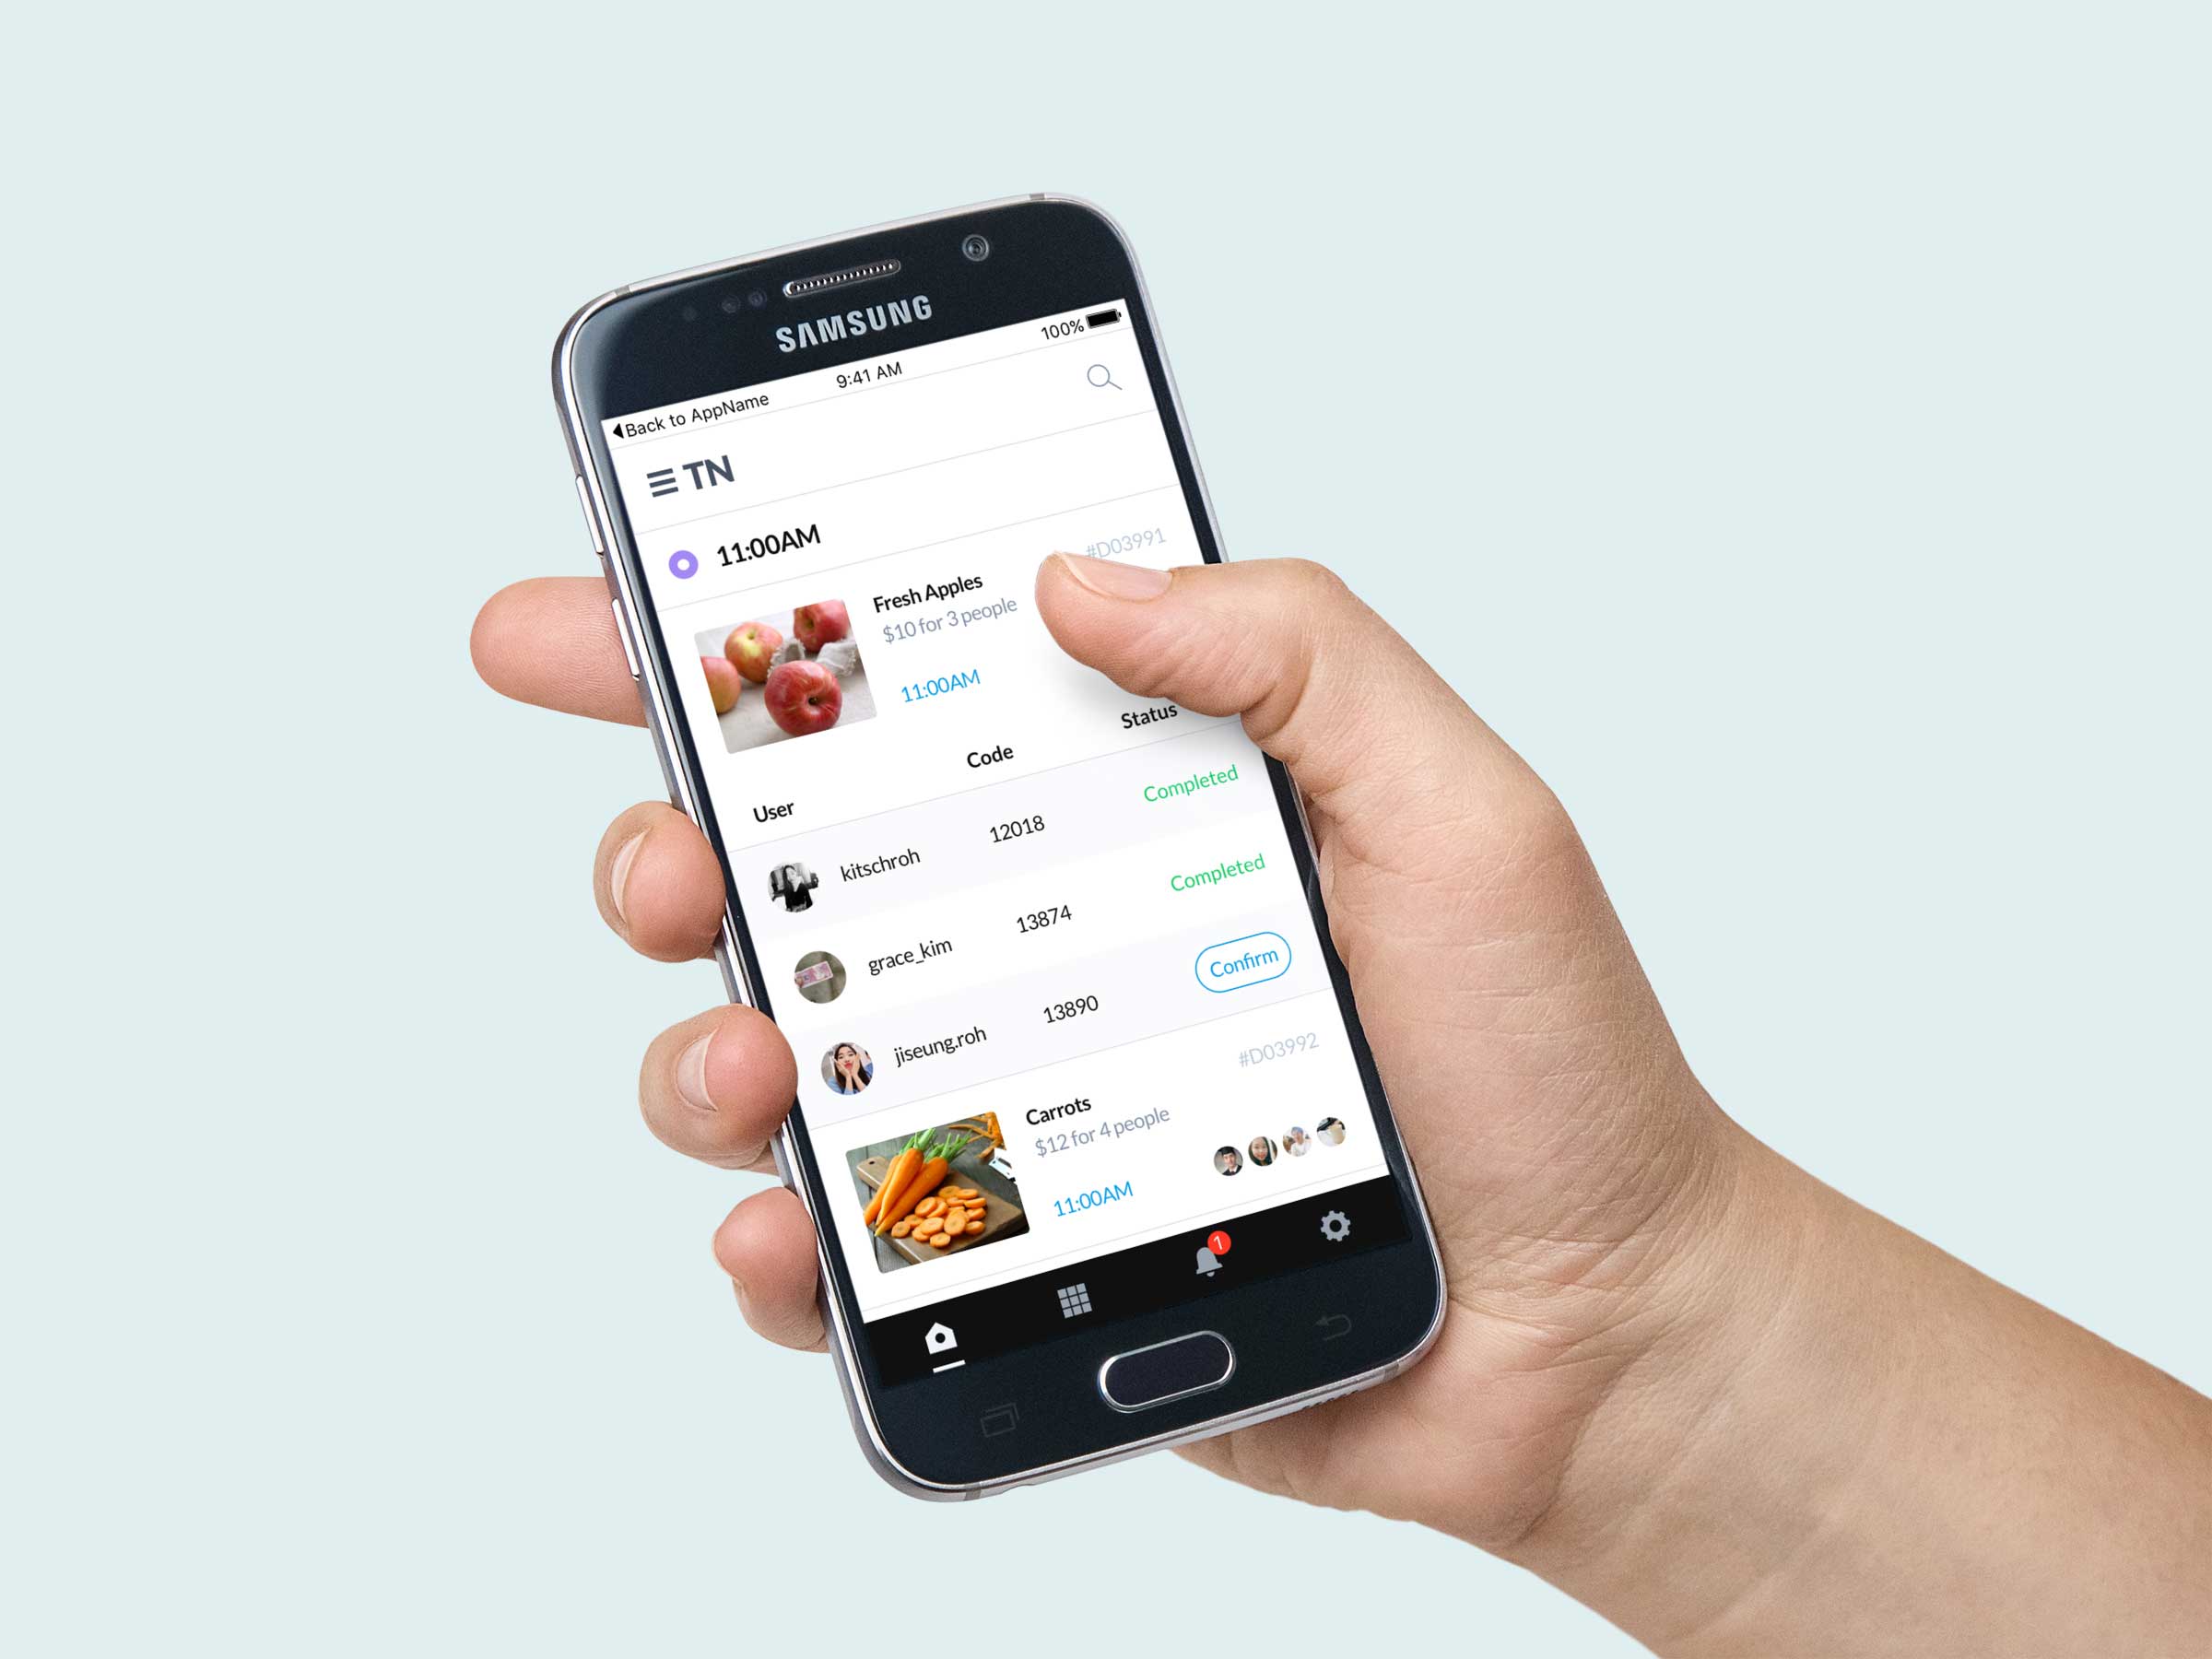 SAMSUNG
Back to AppName
9:41 AM
100%
TN
11:00AM
#D03991
Fresh Apples
$10 for 3 people
11:00AM
User
Code
Status
kitschroh
12018
Completed
grace_kim
13874
Completed
jiseung.roh
13890
Confirm
#D03992
Carrots
$12 for 4 people
11:00AM
1